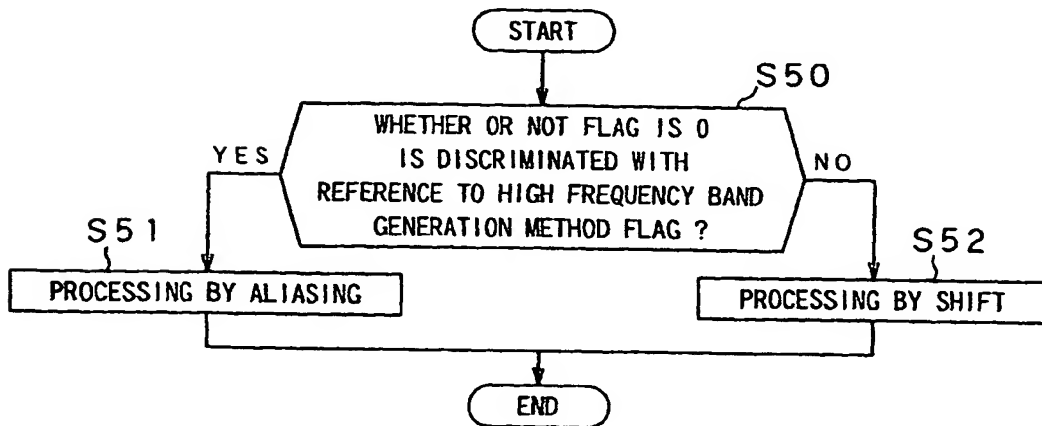 START
S50
WHETHER OR NOT FLAG IS 0
IS DISCRIMINATED WITH
REFERENCE TO HIGH FREQUENCY BAND
GENERATION METHOD FLAG ?
YES
NO
S51
S52
PROCESSING BY ALIASING
PROCESSING BY SHIFT
END